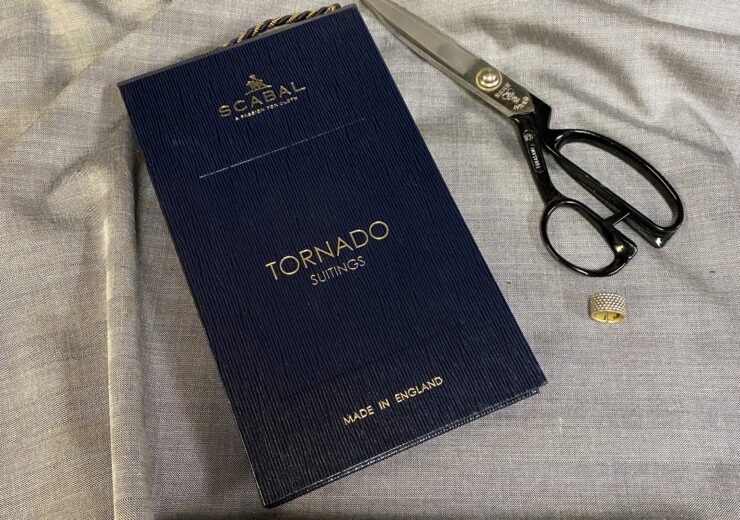 SCABAL
A PASSION FOR CLOTH
TORNADO
SUITINGS
MADE IN ENGLAND